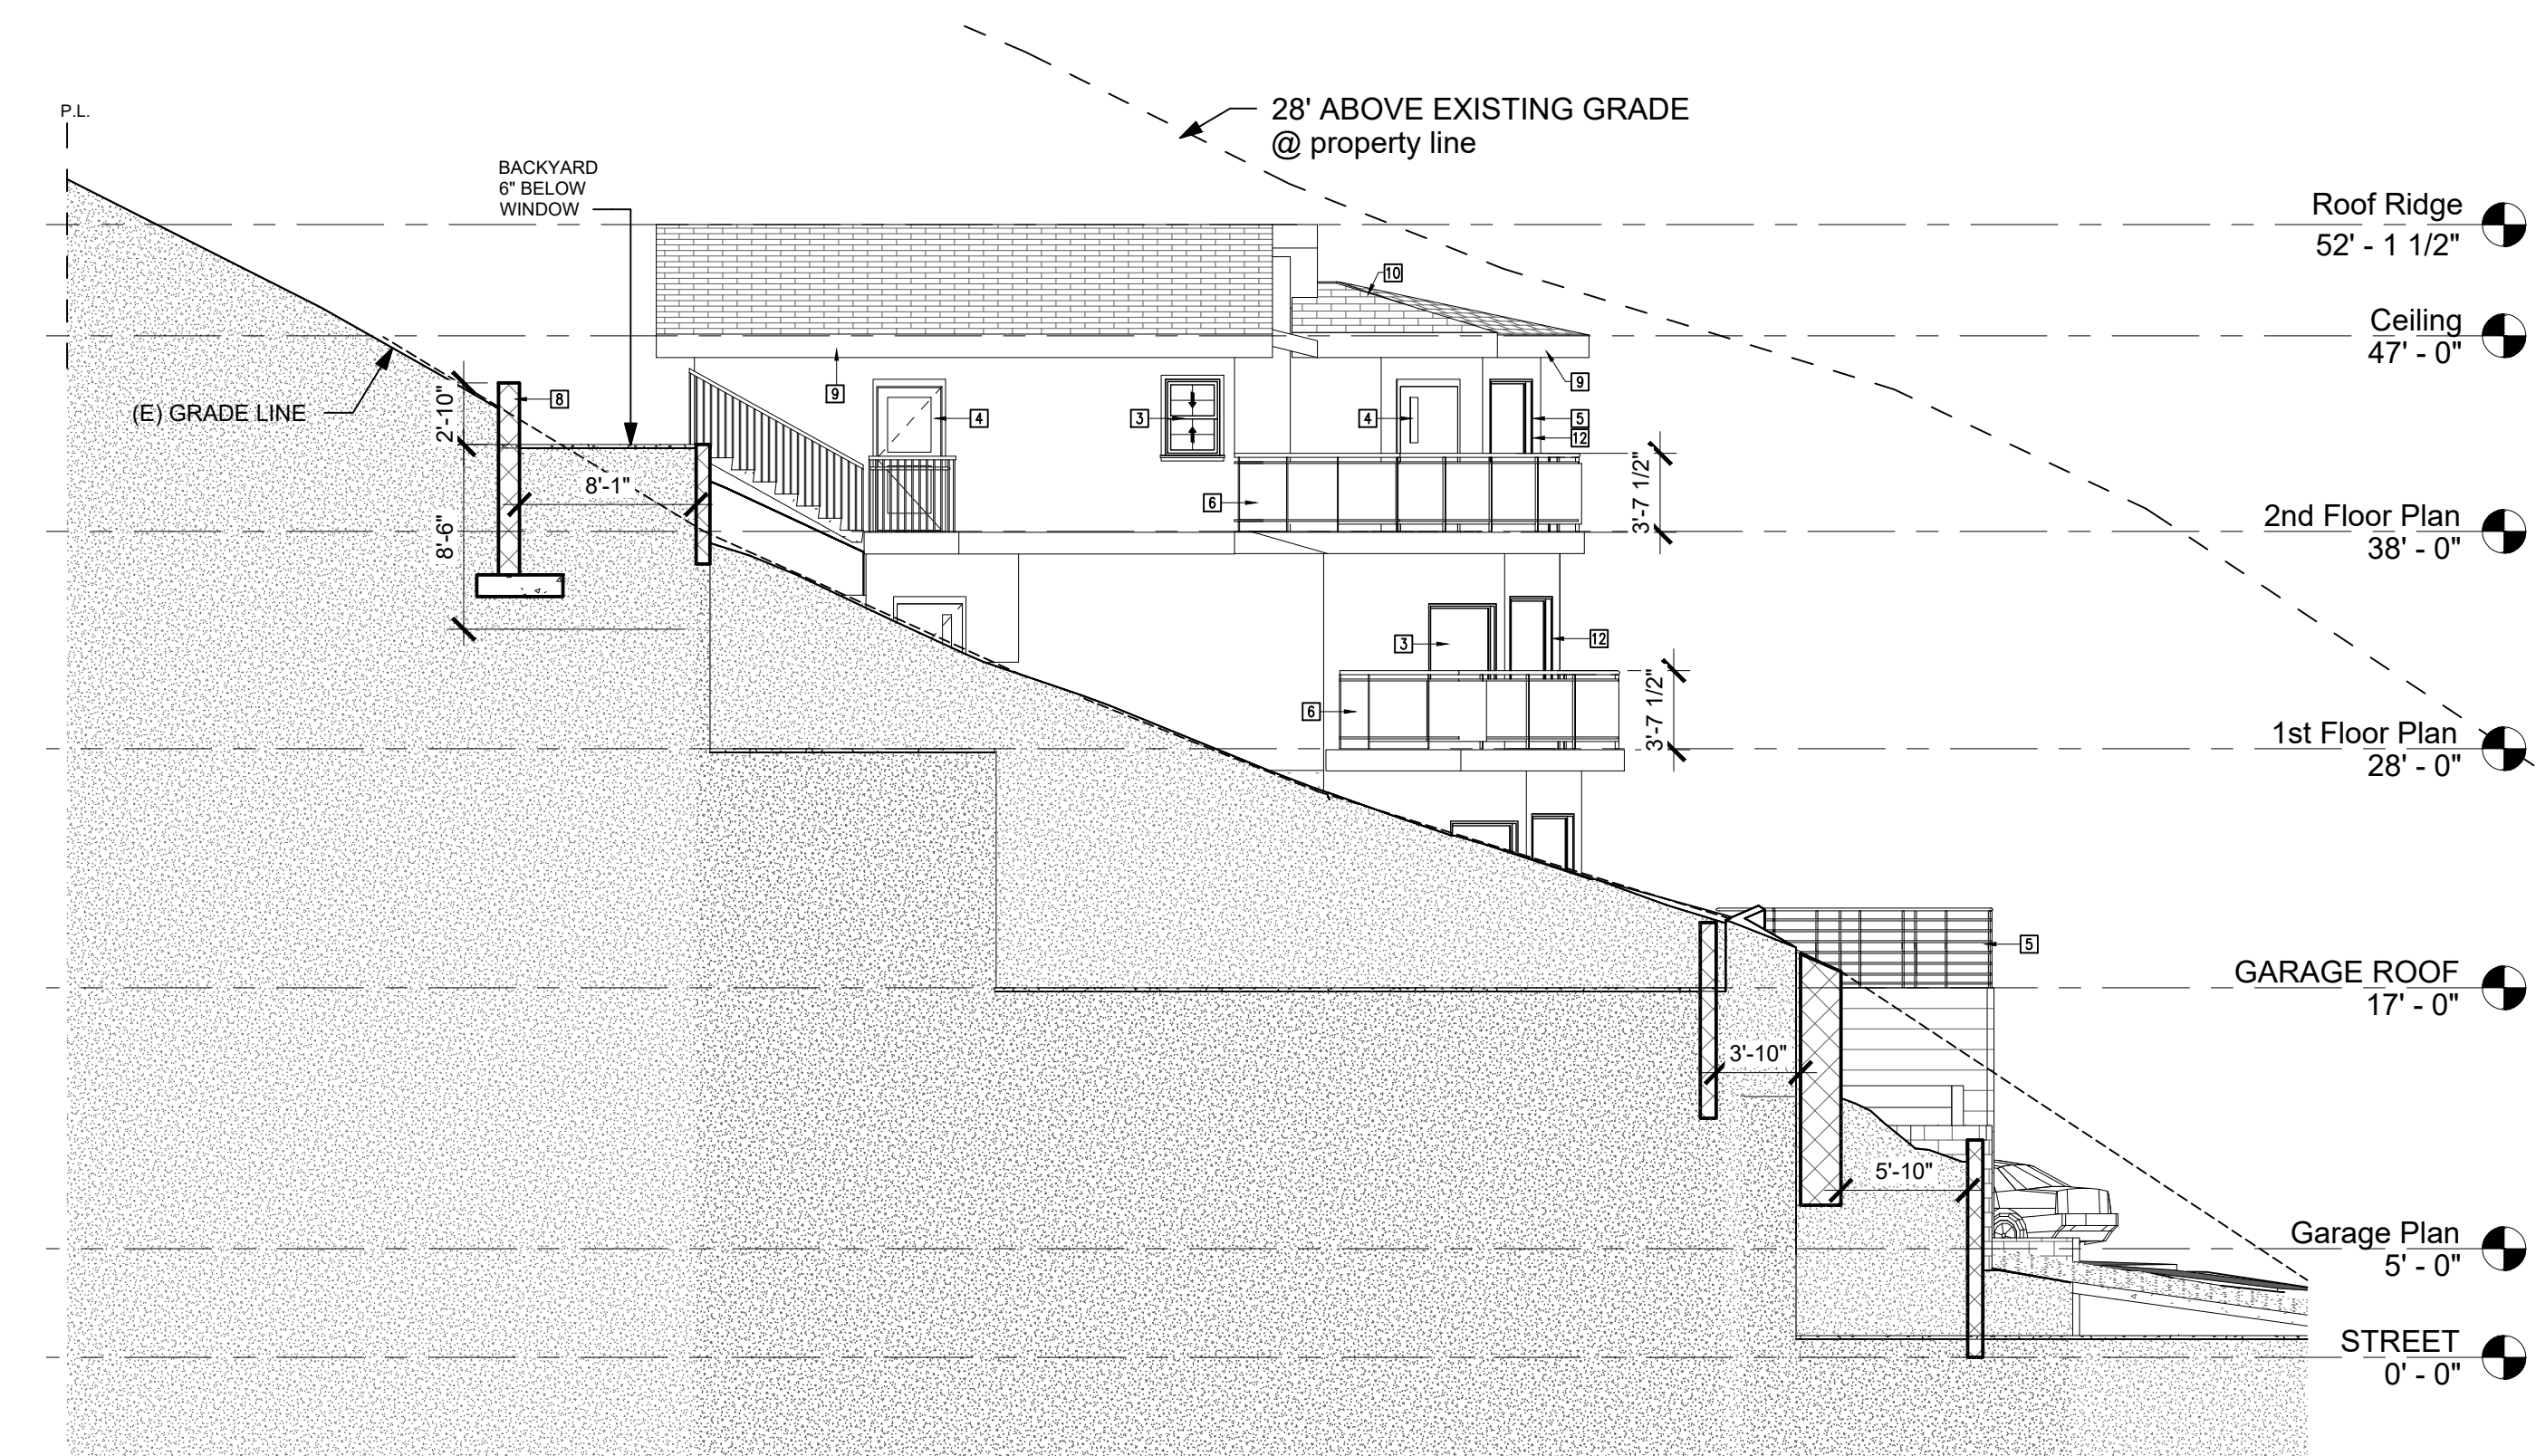 P.L.
28' ABOVE EXISTING GRADE
@ property line
BACKYARD
6" BELOW
WINDOW
Roof Ridge
52' - 1 1/2"
10
Ceiling
47' - 0"
9
9
(E) GRADE LINE
2'-10"
8
4
3
4
5
12
8'-1"
6
3'-7 1/2"
8'-6"
2nd Floor Plan
38' - 0"
3
12
6
3'-7 1/2"
1st Floor Plan
28' - 0"
5
GARAGE ROOF
17' - 0"
3'-10"
5'-10"
Garage Plan
5' - 0"
STREET
0' - 0"